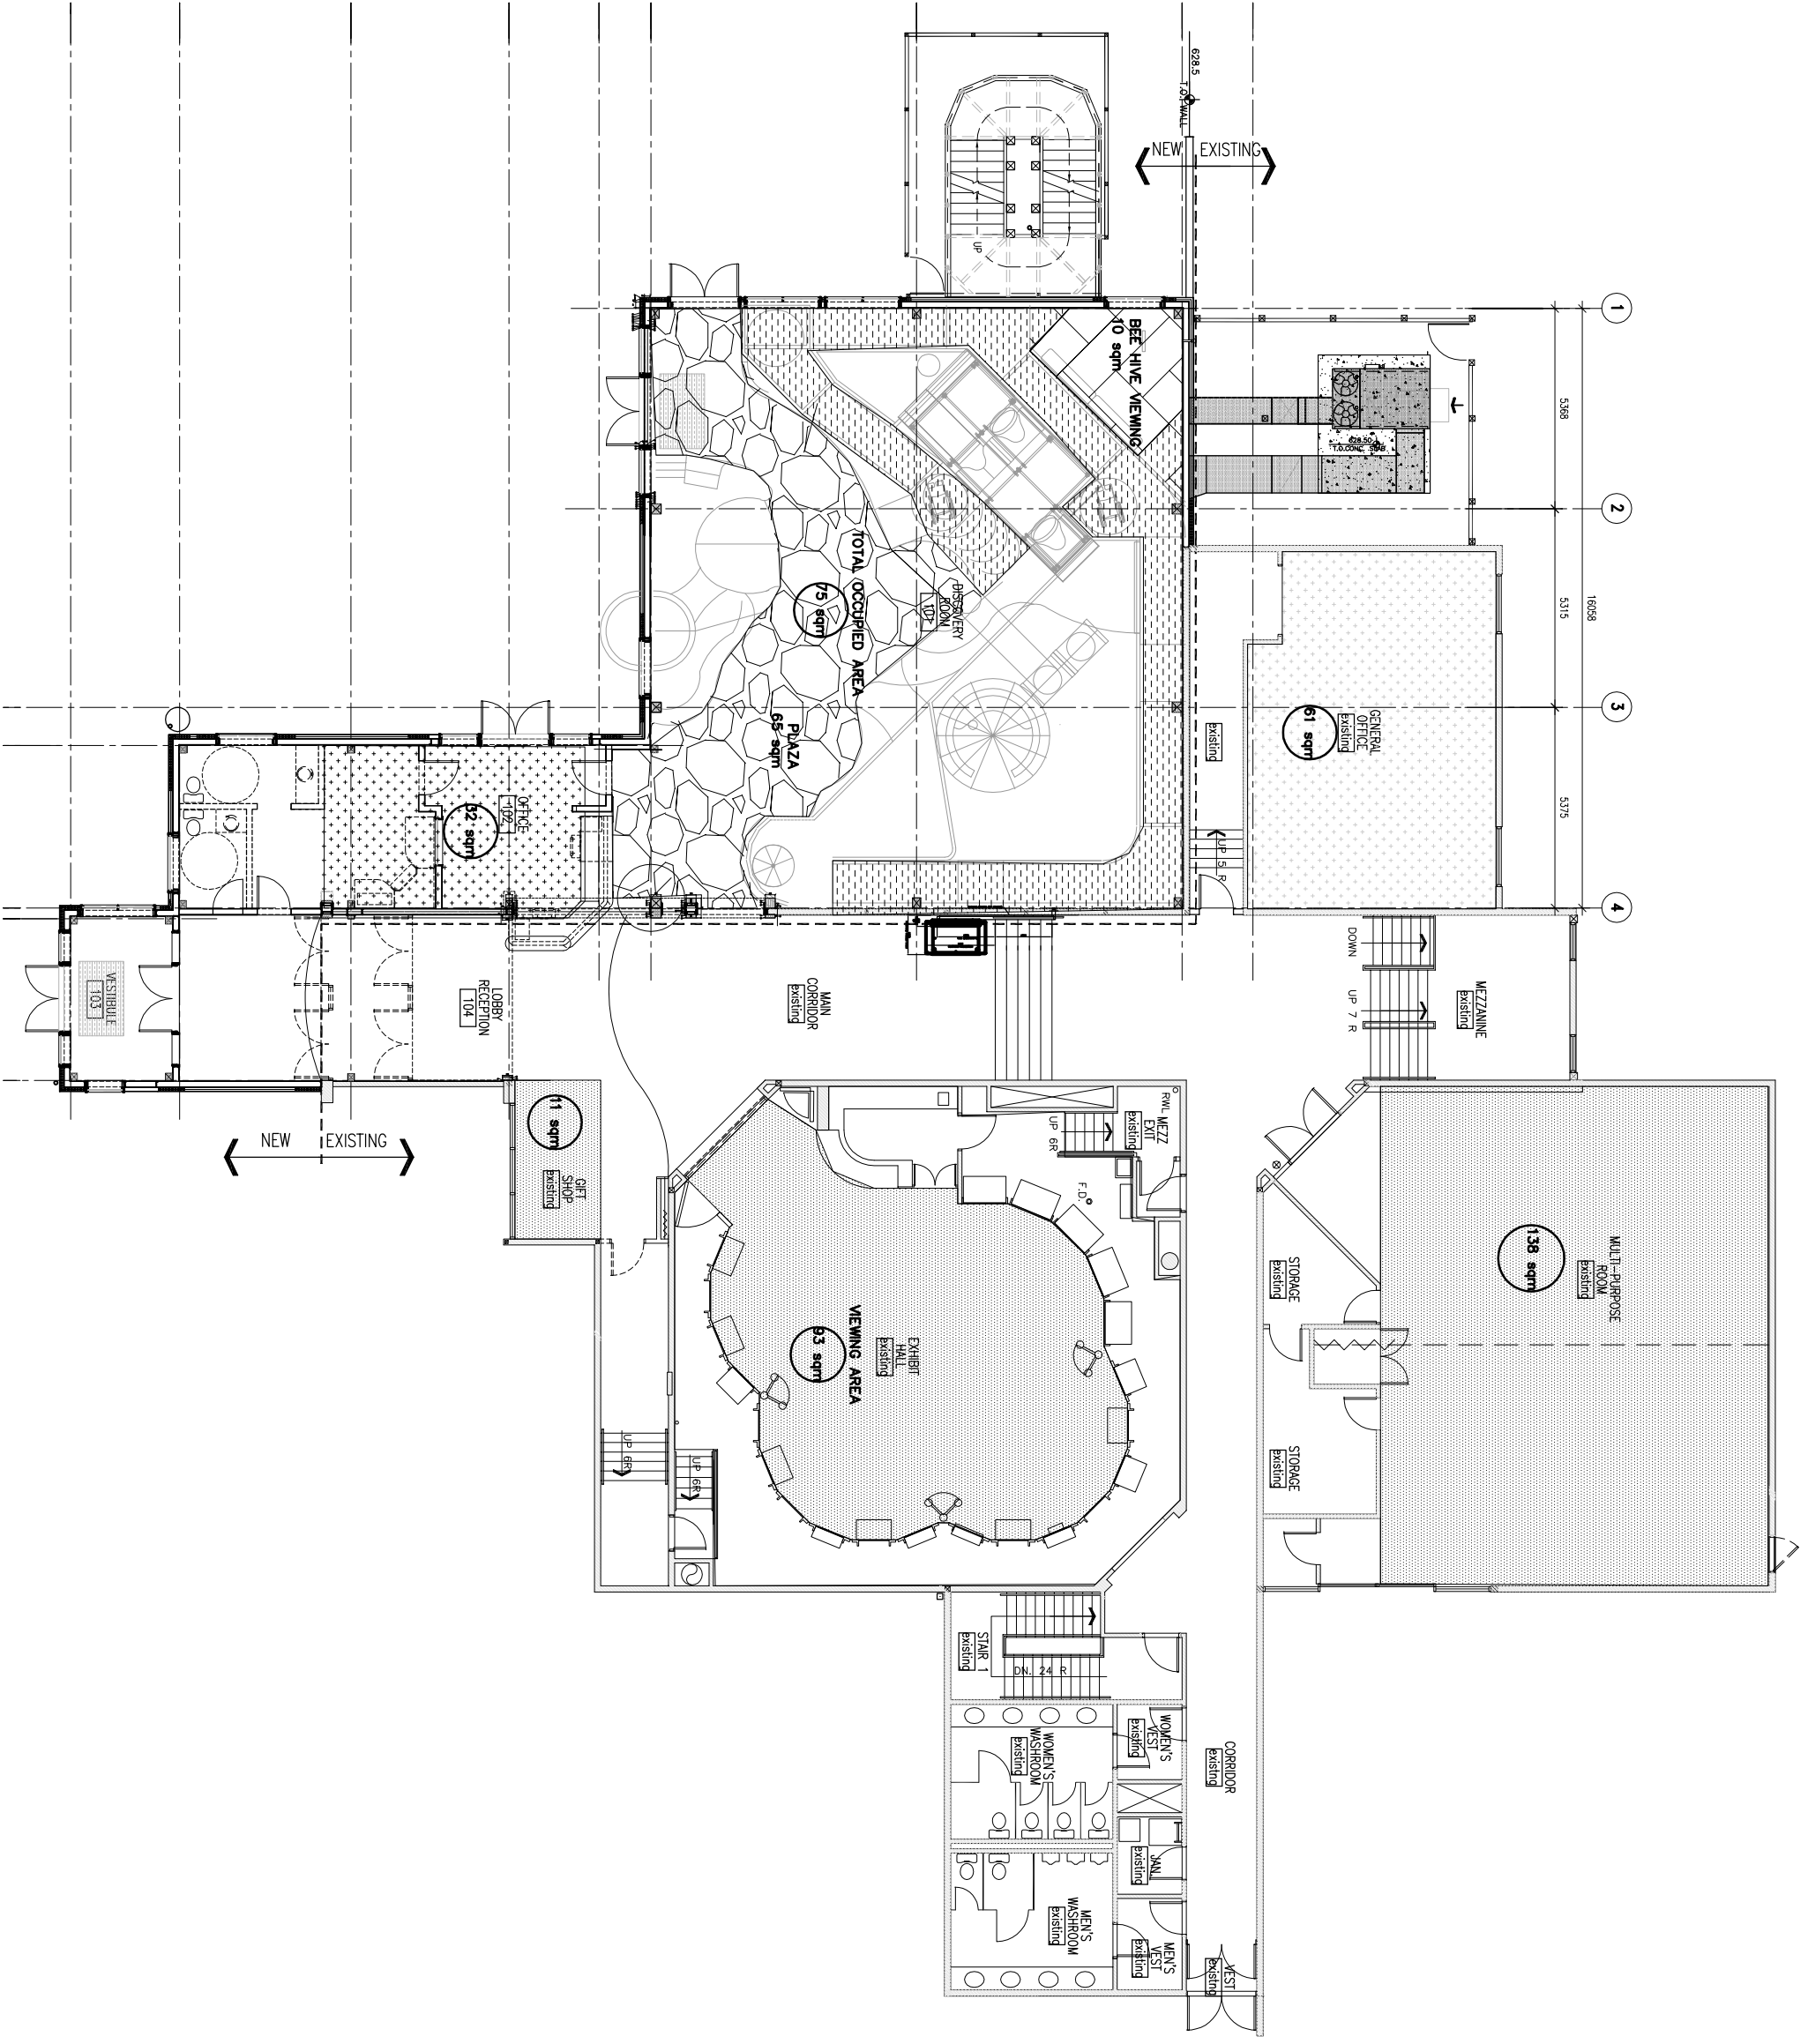 628.5
T.O. WALL
NEW
EXISTING
UP
1
2
3
4
5368
5315
5375
16058
BEE HIVE VIEWING
10 sqm
628.50
T.O.CONC. SLAB
TOTAL OCCUPIED AREA
75 sqm
DISCOVERY
ROOM
101
PLAZA
65 sqm
GENERAL
OFFICE
existing
61 sqm
existing
UP 5 R
OFFICE
102
32 sqm
VESTIBULE
103
LOBBY
RECEPTION
104
MAIN
CORRIDOR
existing
DOWN
UP 7 R
MEZZANINE
existing
NEW
EXISTING
11 sqm
GIFT
SHOP
existing
RWL
MEZZ
EXIT
existing
UP 6R
F.D.
VIEWING AREA
93 sqm
EXHIBIT
HALL
existing
UP 6R
UP 6R
138 sqm
MULTI-PURPOSE
ROOM
existing
STORAGE
existing
STORAGE
existing
STAIR 1
existing
DN. 24 R
WOMEN'S
WASHROOM
existing
WOMEN'S
VEST
existing
CORRIDOR
existing
JAN
existing
MEN'S
WASHROOM
existing
MEN'S
VEST
existing
VEST
existing